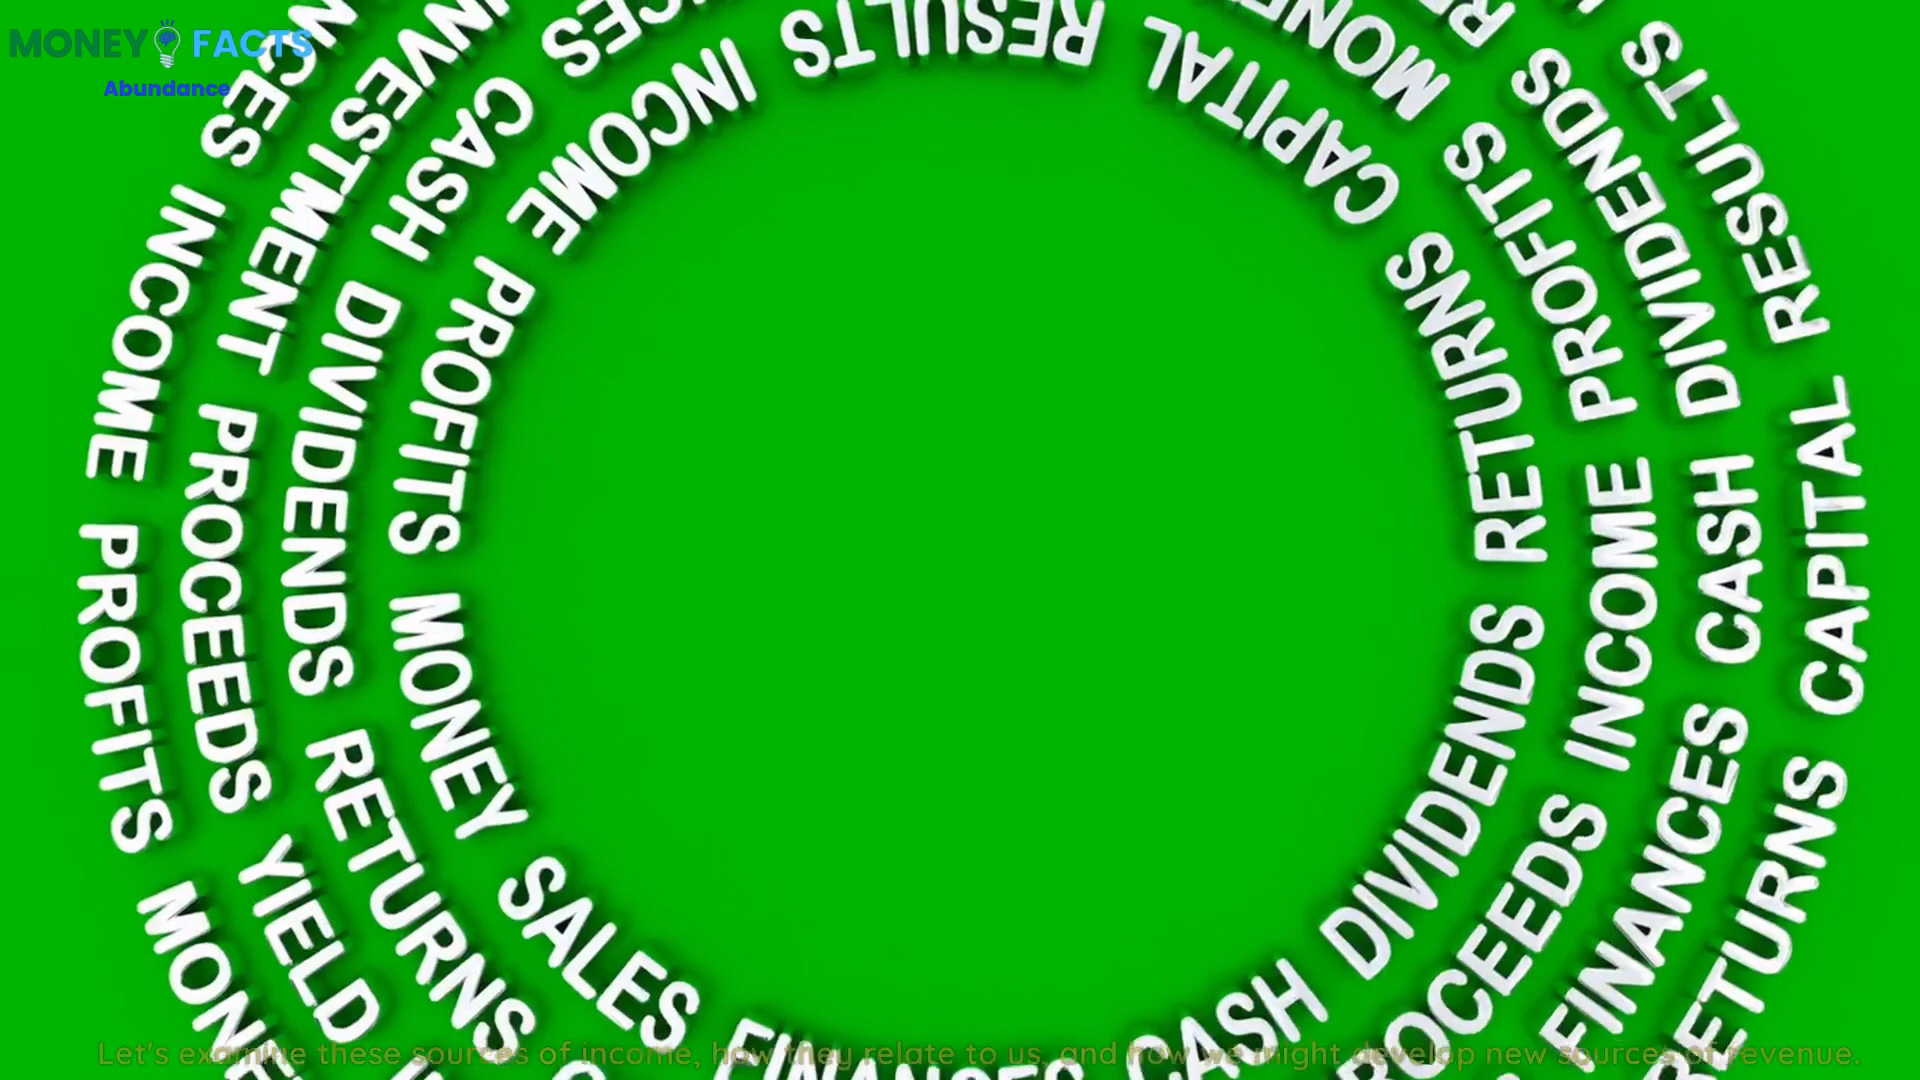 MONEY FACTS
Abundance
RESULTS
CAPITAL
RETURNS
DIVIDENDS
CASH
FINANCES
SALES
MONEY
PROFITS
INCOME
PROFITS
INCOME
PROCEEDS
RETURNS
DIVIDENDS
CASH
DIVIDENDS
CASH
FINANCES
YIELD
PROCEEDS
INVESTMENT
RESULTS
CAPITAL
RETURNS
PROFITS
INCOME
Let's examine these sources of income, how they relate to us, and how we might develop new sources of revenue.